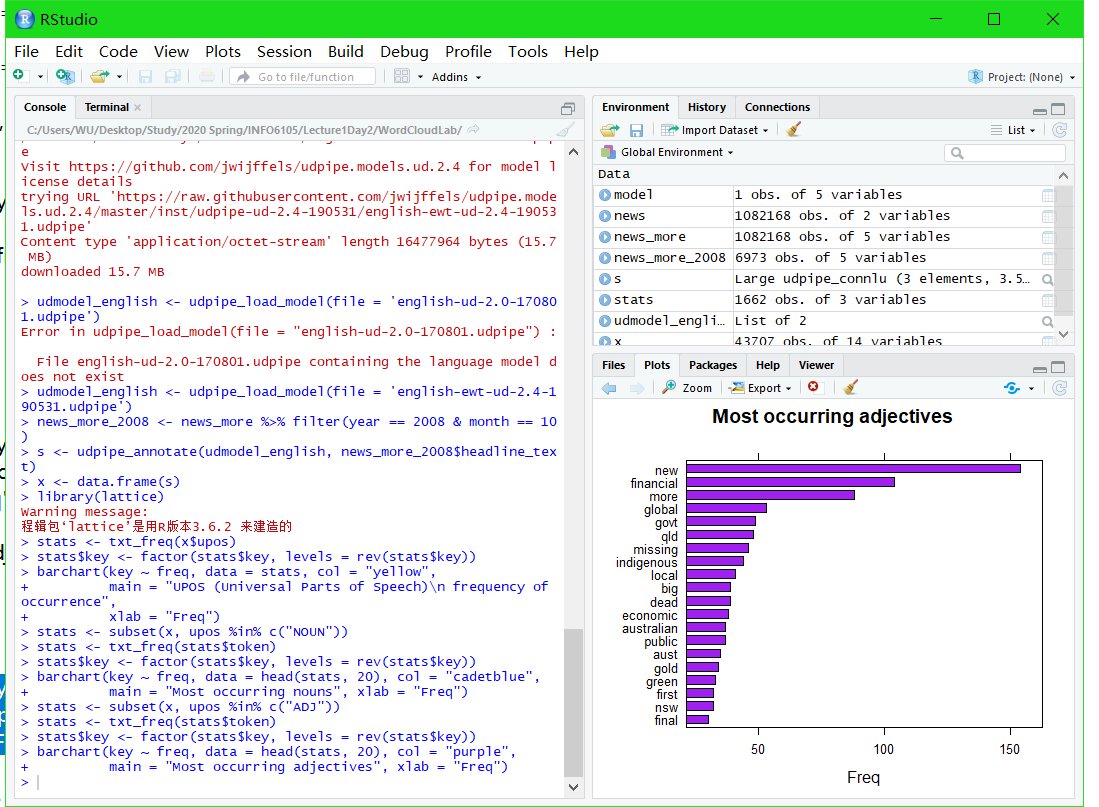 RStudio
File Edit Code View Plots Session Build Debug Profile Tools Help
Go to file/function
Addins
Project: (None)
Console Terminal
C:/Users/WU/Desktop/Study/2020 Spring/INFO6105/Lecture1Day2/WordCloudLab/
e
Visit https://github.com/jwijffels/udpipe.models.ud.2.4 for model l
icense details
trying URL 'https://raw.githubusercontent.com/jwijffels/udpipe.mode
ls.ud.2.4/master/inst/udpipe-ud-2.4-190531/english-ewt-ud-2.4-19053
1.udpipe'
Content type 'application/octet-stream' length 16477964 bytes (15.7
MB)
downloaded 15.7 MB
> udmodel_english <- udpipe_load_model(file = 'english-ud-2.0-17080
1.udpipe')
Error in udpipe_load_model(file = "english-ud-2.0-170801.udpipe") :
File english-ud-2.0-170801.udpipe containing the language model d
oes not exist
> udmodel_english <- udpipe_load_model(file = 'english-ewt-ud-2.4-1
90531.udpipe')
> news_more_2008 <- news_more %>% filter(year == 2008 & month == 10
)
> s <- udpipe_annotate(udmodel_english, news_more_2008$headline_tex
t)
> x <- data.frame(s)
> library(lattice)
Warning message:
程辑包‘lattice’是用R版本3.6.2 来建造的
> stats <- txt_freq(x$upos)
> stats$key <- factor(stats$key, levels = rev(stats$key))
> barchart(key ~ freq, data = stats, col = "yellow",
+ main = "UPOS (Universal Parts of Speech)\n frequency of
occurrence",
+ xlab = "Freq")
> stats <- subset(x, upos %in% c("NOUN"))
> stats <- txt_freq(stats$token)
> stats$key <- factor(stats$key, levels = rev(stats$key))
> barchart(key ~ freq, data = head(stats, 20), col = "cadetblue",
+ main = "Most occurring nouns", xlab = "Freq")
> stats <- subset(x, upos %in% c("ADJ"))
> stats <- txt_freq(stats$token)
> stats$key <- factor(stats$key, levels = rev(stats$key))
> barchart(key ~ freq, data = head(stats, 20), col = "purple",
+ main = "Most occurring adjectives", xlab = "Freq")
>
Environment History Connections
Import Dataset List
Global Environment
Data
model 1 obs. of 5 variables
news 1082168 obs. of 2 variables
news_more 1082168 obs. of 5 variables
news_more_2008 6973 obs. of 5 variables
s Large udpipe_connlu (3 elements, 3.5…
stats 1662 obs. of 3 variables
udmodel_engli… List of 2
x 43707 obs. of 14 variables
Files Plots Packages Help Viewer
Zoom Export
Most occurring adjectives
new
financial
more
global
govt
qld
missing
indigenous
local
big
dead
economic
australian
public
aust
gold
green
first
nsw
final
50 100 150
Freq